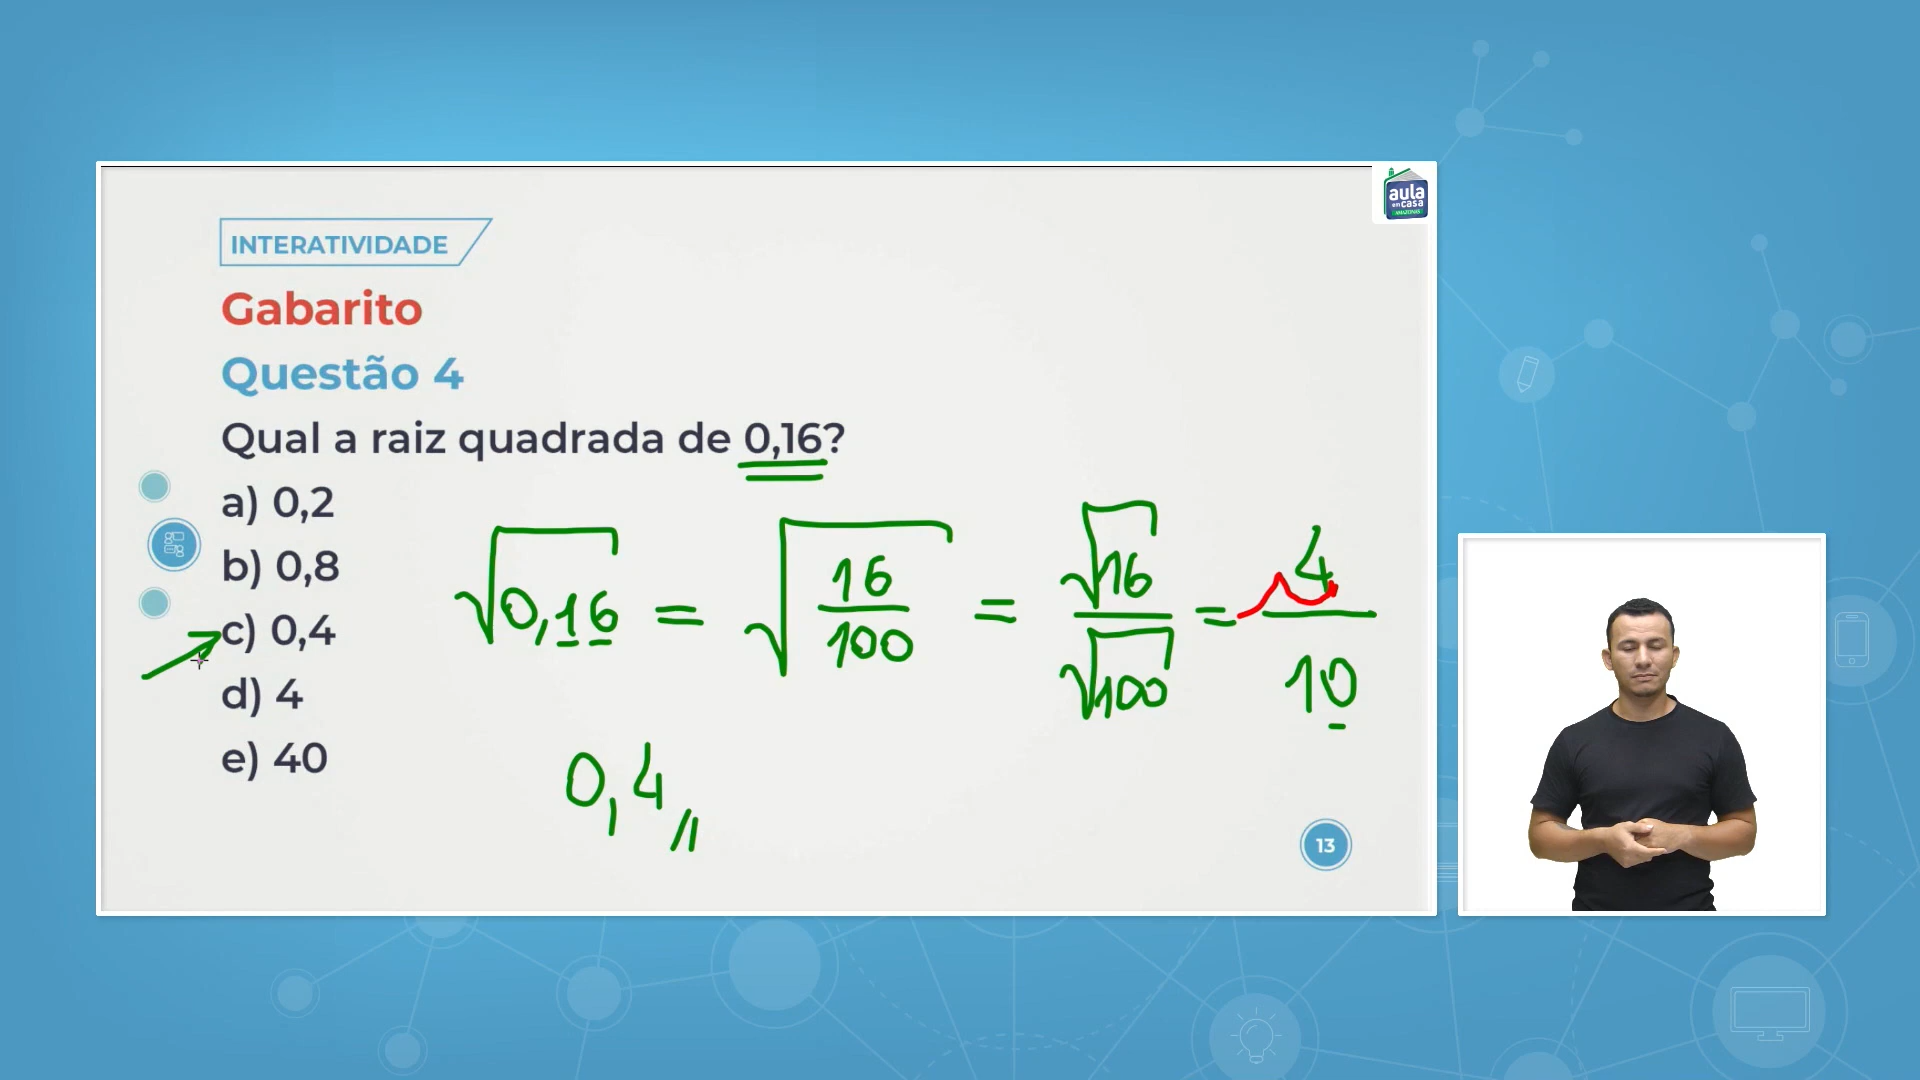 aula
em casa
AMAZONAS
INTERATIVIDADE
Gabarito
Questão 4
Qual a raiz quadrada de 0,16?
a) 0,2
b) 0,8
c) 0,4
d) 4
e) 40
√0,16 = √16/100 = √16/√100 = 4/10
0,4
13